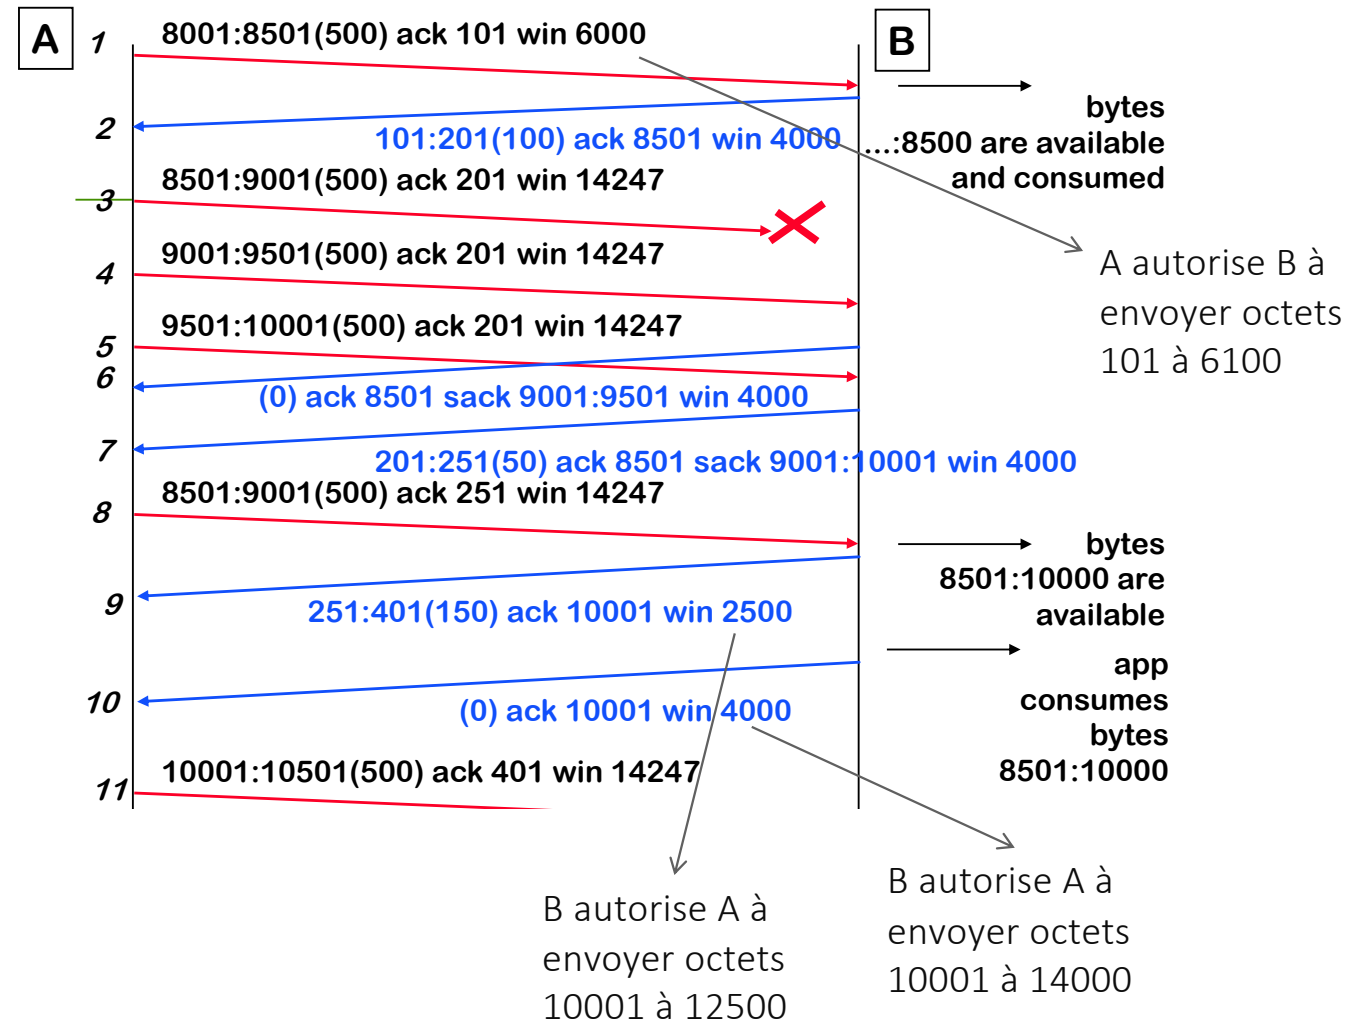 A
B
1
8001:8501(500) ack 101 win 6000
2
101:201(100) ack 8501 win 4000
bytes
...:8500 are available
and consumed
3
8501:9001(500) ack 201 win 14247
4
9001:9501(500) ack 201 win 14247
A autorise B à
envoyer octets
101 à 6100
5
9501:10001(500) ack 201 win 14247
6
(0) ack 8501 sack 9001:9501 win 4000
7
201:251(50) ack 8501 sack 9001:10001 win 4000
8
8501:9001(500) ack 251 win 14247
bytes
8501:10000 are
available
9
251:401(150) ack 10001 win 2500
10
(0) ack 10001 win 4000
app
consumes
bytes
8501:10000
11
10001:10501(500) ack 401 win 14247
B autorise A à
envoyer octets
10001 à 12500
B autorise A à
envoyer octets
10001 à 14000